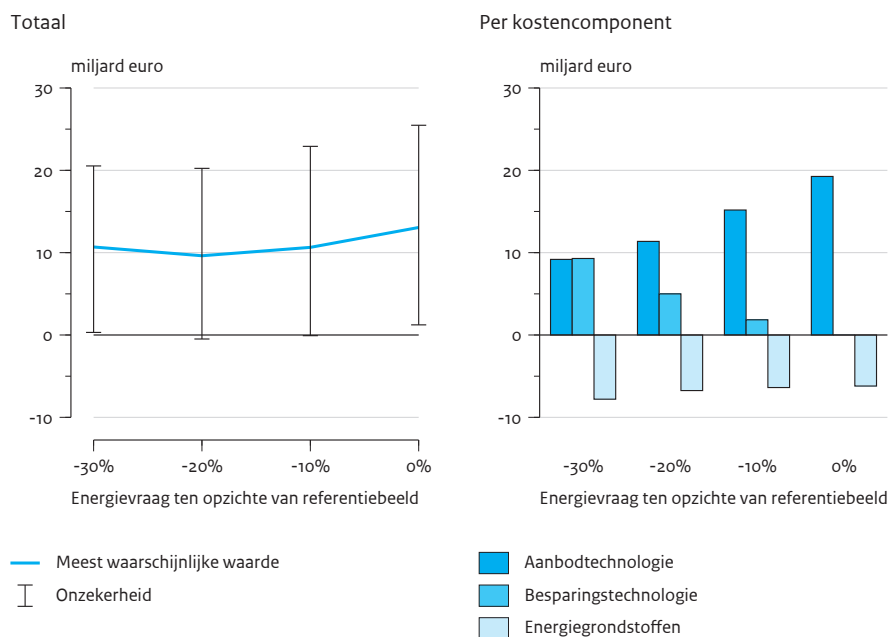 Totaal
miljard euro
30
20
10
0
-10
-30%
-20%
-10%
0%
Energievraag ten opzichte van referentiebeeld
Meest waarschijnlijke waarde
Onzekerheid
Per kostencomponent
miljard euro
30
20
10
0
-10
-30%
-20%
-10%
0%
Energievraag ten opzichte van referentiebeeld
Aanbodtechnologie
Besparingstechnologie
Energiegrondstoffen